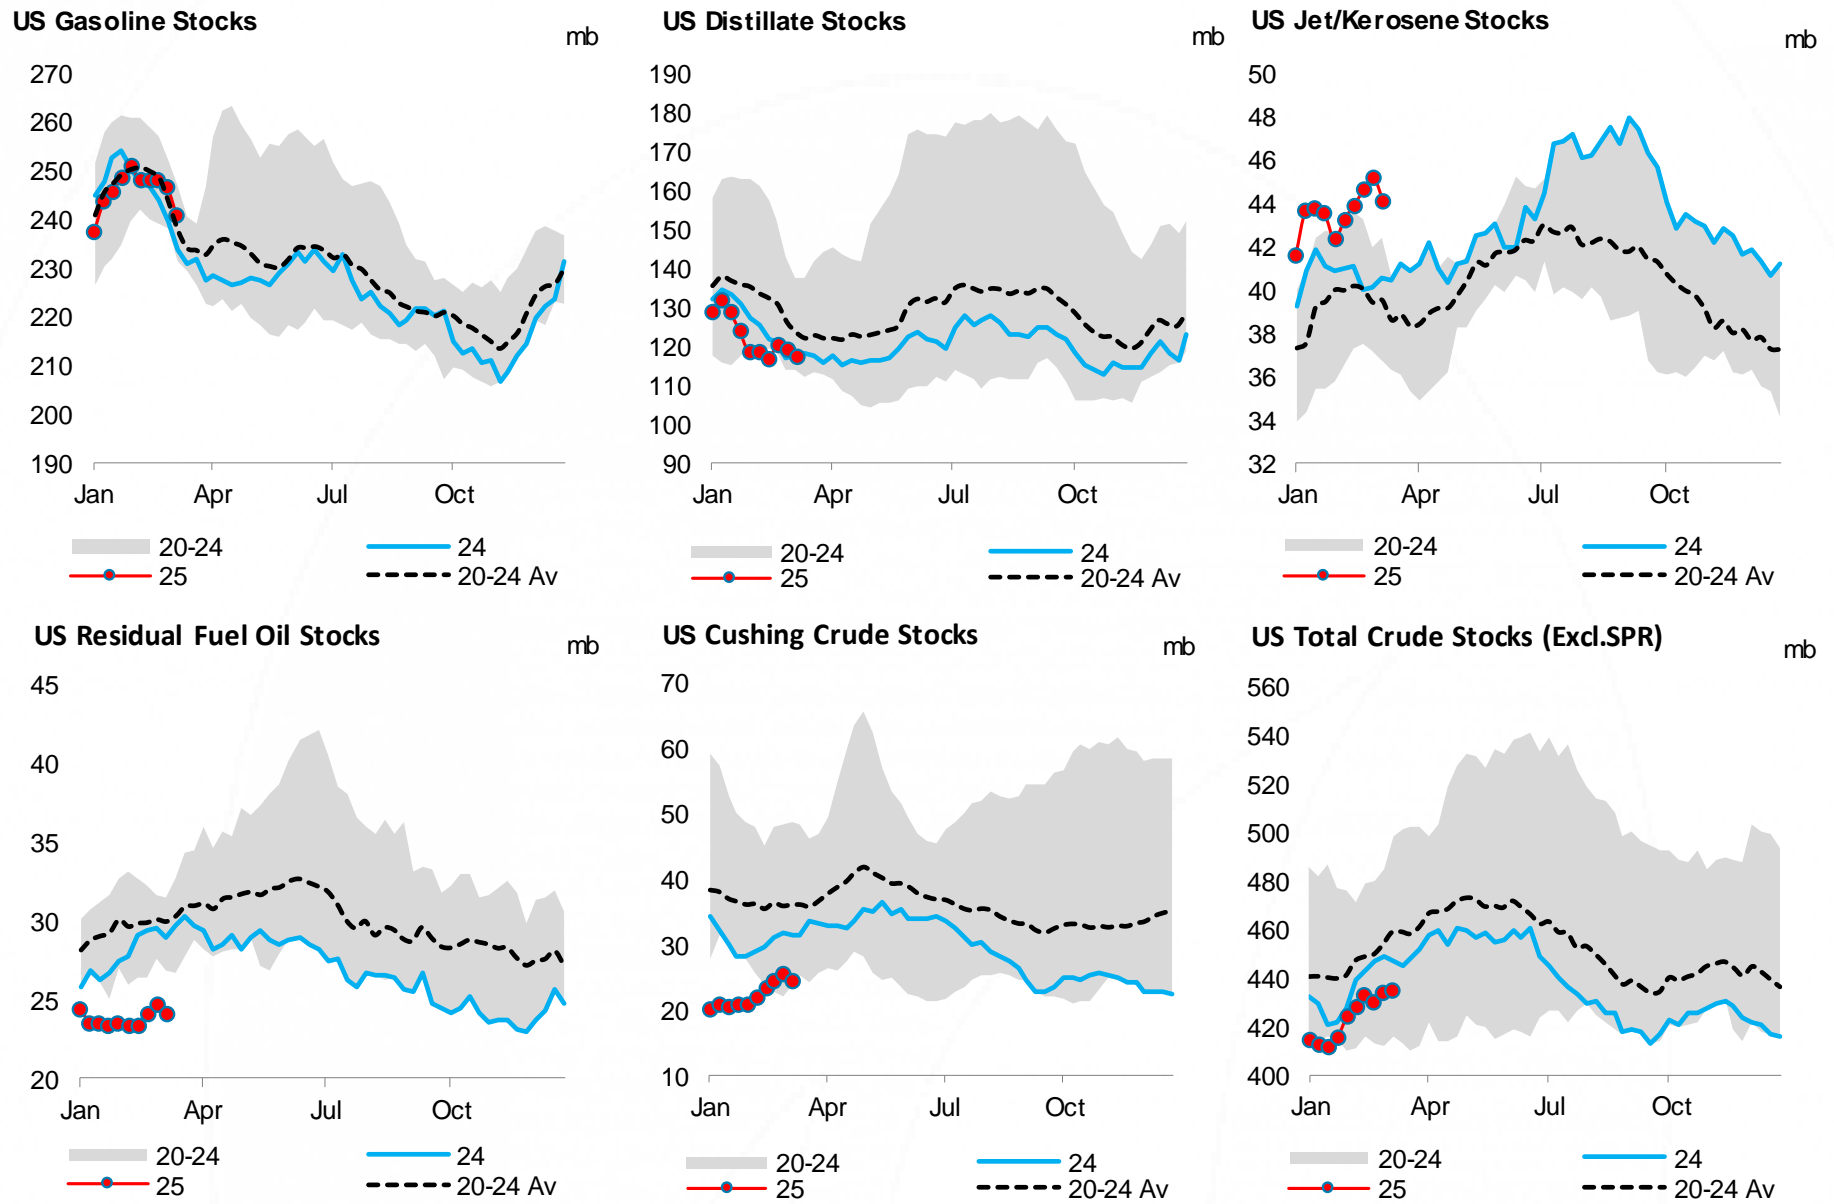 US Gasoline Stocks
mb
270
260
250
240
230
220
210
200
190
Jan Apr Jul Oct
20-24 24
25 20-24 Av
US Distillate Stocks
mb
190
180
170
160
150
140
130
120
110
100
90
Jan Apr Jul Oct
20-24 24
25 20-24 Av
US Jet/Kerosene Stocks
mb
50
48
46
44
42
40
38
36
34
32
Jan Apr Jul Oct
20-24 24
25 20-24 Av
US Residual Fuel Oil Stocks
mb
45
40
35
30
25
20
Jan Apr Jul Oct
20-24 24
25 20-24 Av
US Cushing Crude Stocks
mb
70
60
50
40
30
20
10
Jan Apr Jul Oct
20-24 24
25 20-24 Av
US Total Crude Stocks (Excl.SPR)
mb
560
540
520
500
480
460
440
420
400
Jan Apr Jul Oct
20-24 24
25 20-24 Av